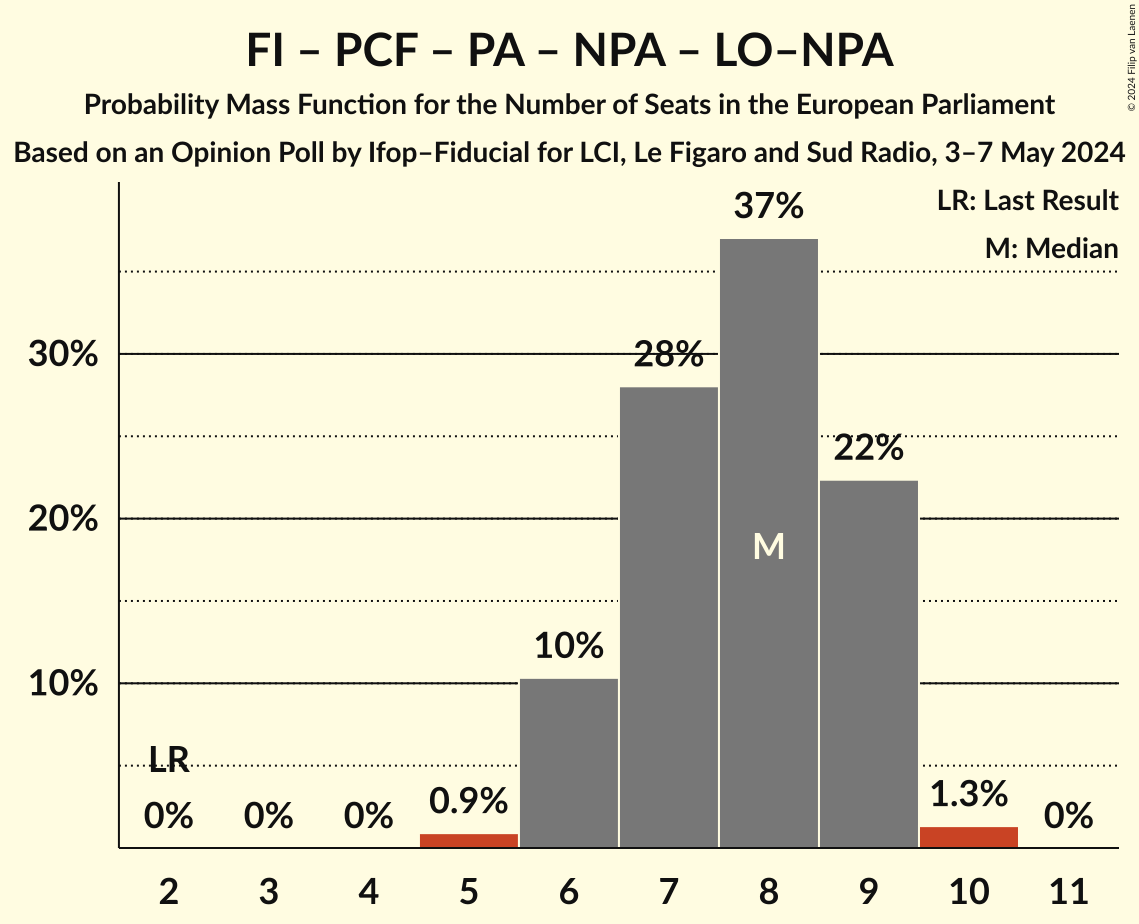 FI – PCF – PA – NPA – LO–NPA
Probability Mass Function for the Number of Seats in the European Parliament
Based on an Opinion Poll by Ifop–Fiducial for LCI, Le Figaro and Sud Radio, 3–7 May 2024
© 2024 Filip van Laenen
LR: Last Result
M: Median
37%
30%
28%
22%
20%
M
10%
10%
LR
0%
0%
0%
0.9%
1.3%
0%
2 3 4 5 6 7 8 9 10 11